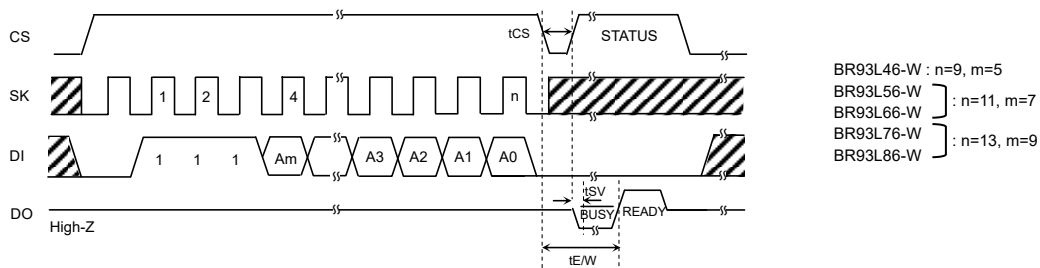 CS
tCS
STATUS
SK
1 2 4 n
DI
1 1 1 Am A3 A2 A1 A0
tSV
DO
BUSY READY
High-Z
tE/W
BR93L46-W : n=9, m=5
BR93L56-W
BR93L66-W
: n=11, m=7
BR93L76-W
BR93L86-W
: n=13, m=9